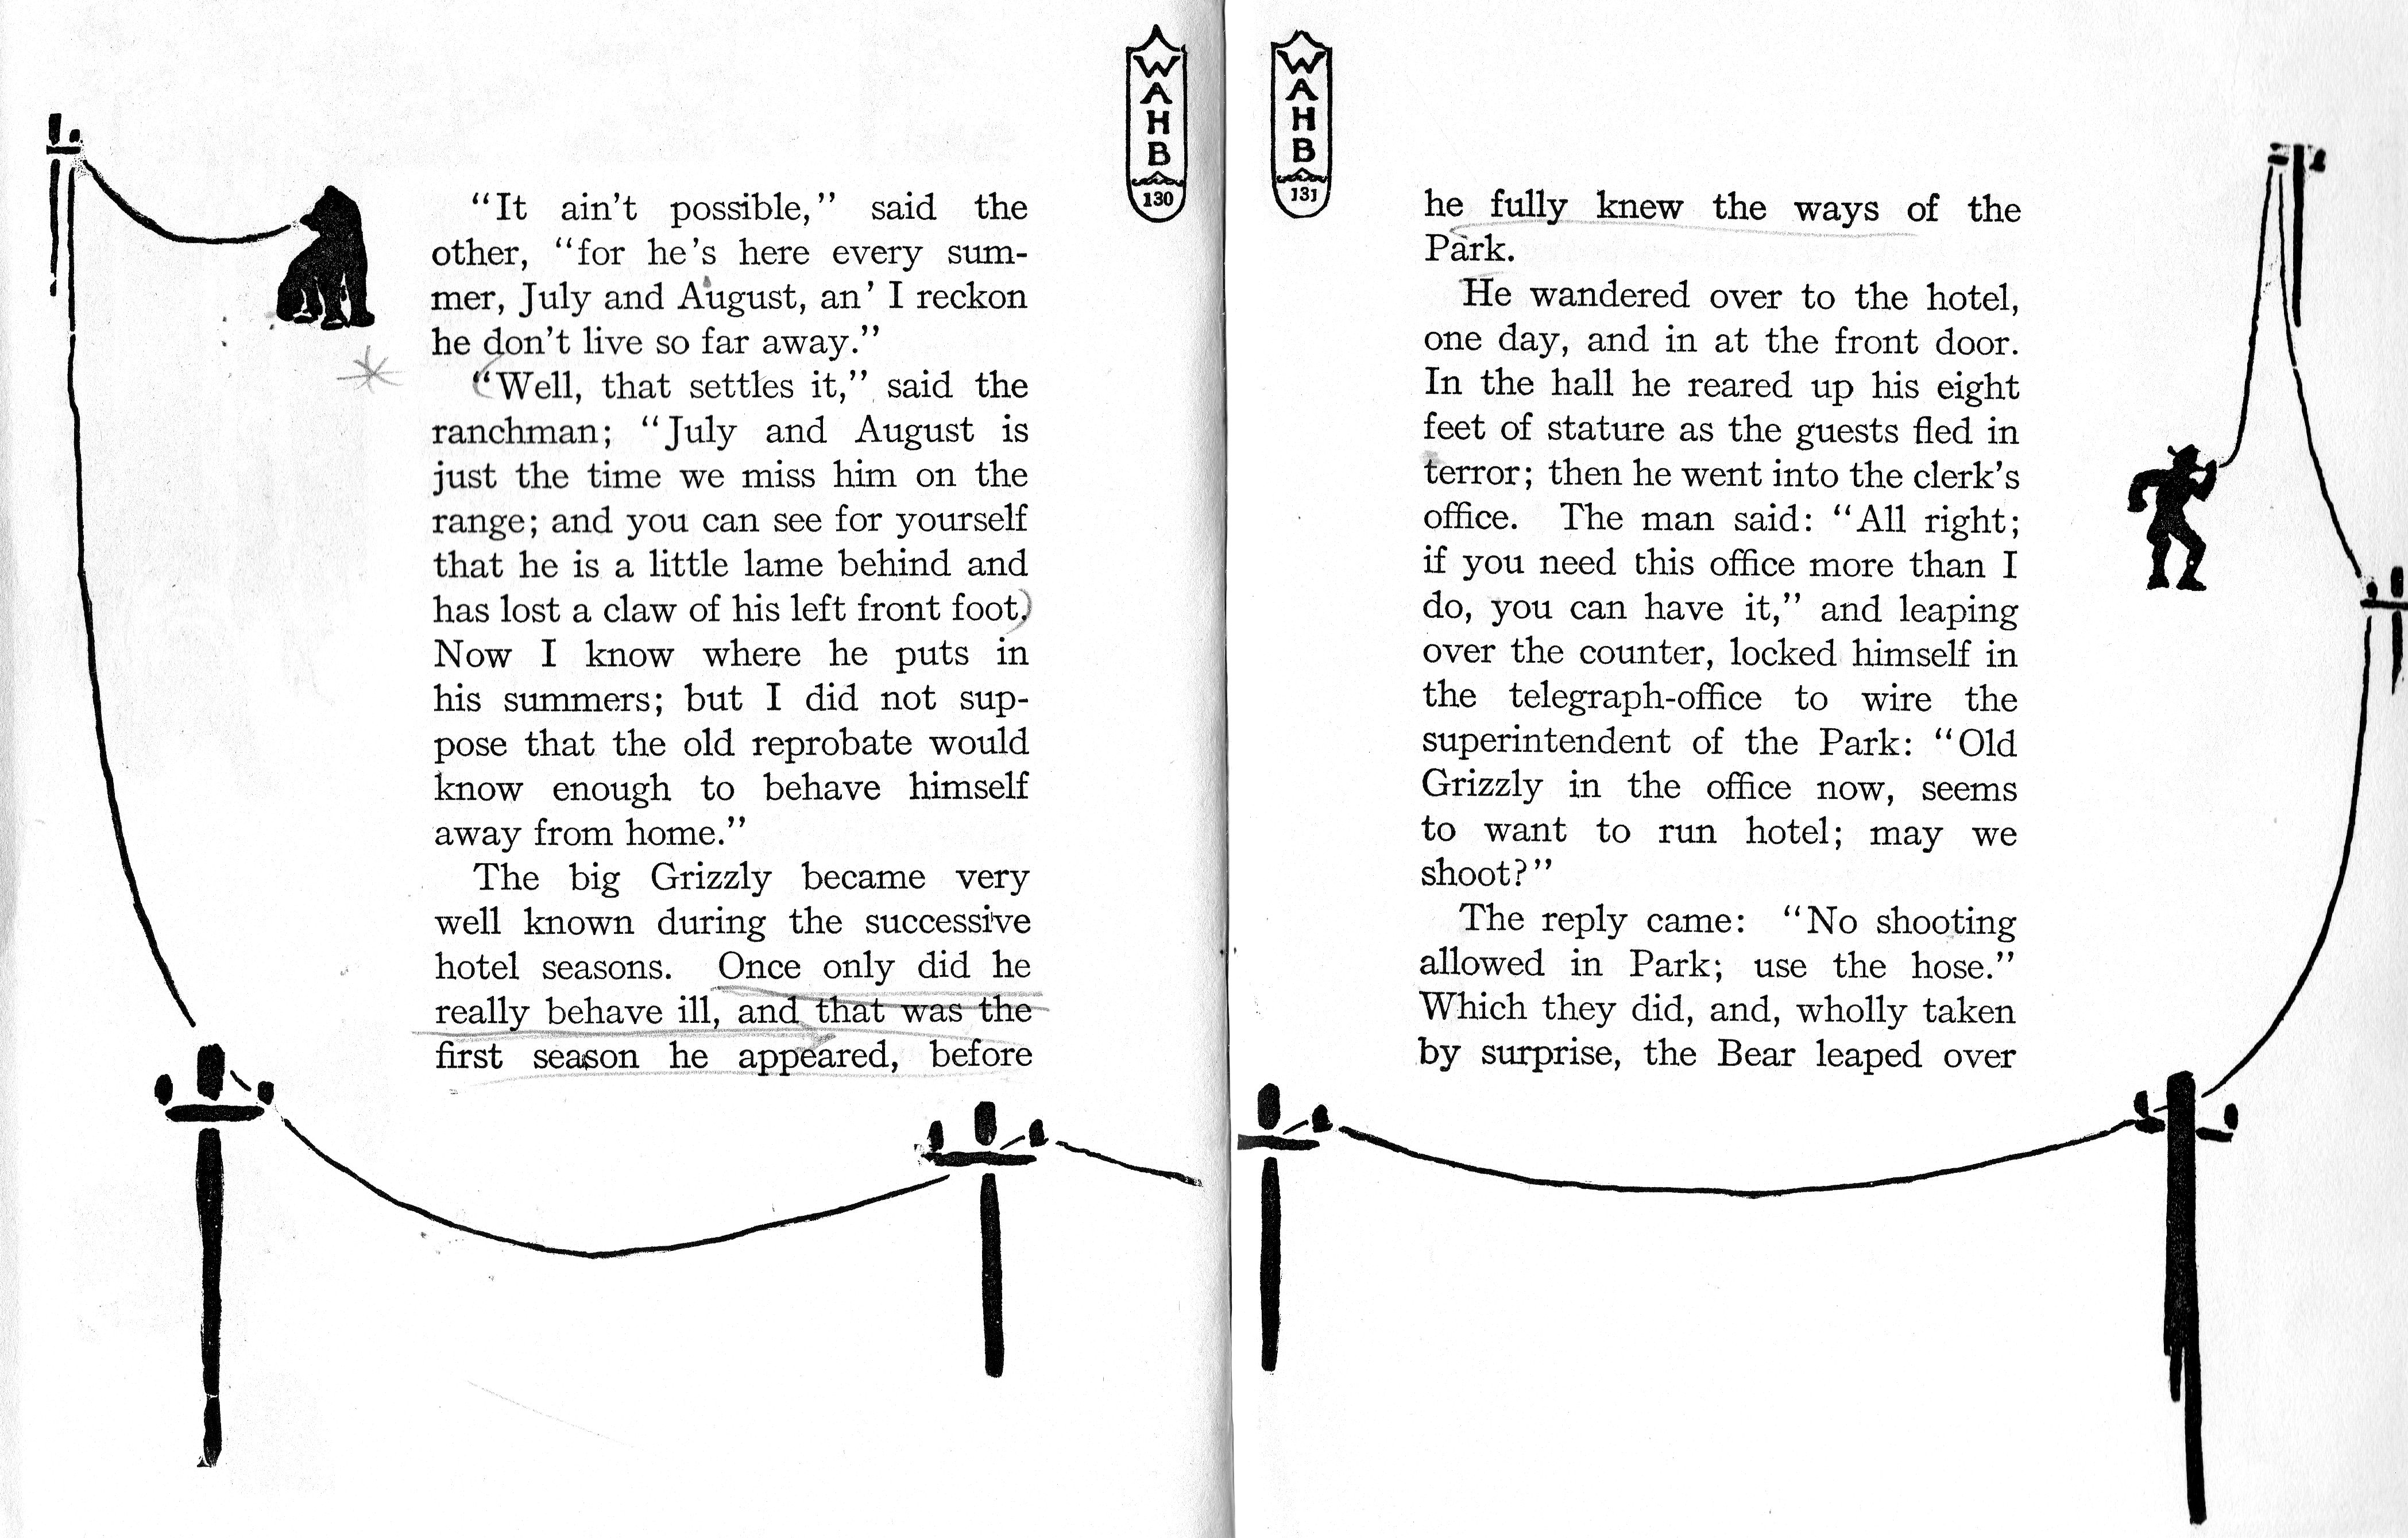 WAHB
130
“It ain't possible,” said the
other, “for he's here every sum-
mer, July and August, an' I reckon
he don't live so far away.”
“Well, that settles it,” said the
ranchman; “July and August is
just the time we miss him on the
range; and you can see for yourself
that he is a little lame behind and
has lost a claw of his left front foot.
Now I know where he puts in
his summers; but I did not sup-
pose that the old reprobate would
know enough to behave himself
away from home.”
The big Grizzly became very
well known during the successive
hotel seasons. Once only did he
really behave ill, and that was the
first season he appeared, before
WAHB
131
he fully knew the ways of the
Park.
He wandered over to the hotel,
one day, and in at the front door.
In the hall he reared up his eight
feet of stature as the guests fled in
terror; then he went into the clerk's
office. The man said: “All right;
if you need this office more than I
do, you can have it,” and leaping
over the counter, locked himself in
the telegraph-office to wire the
superintendent of the Park: “Old
Grizzly in the office now, seems
to want to run hotel; may we
shoot?”
The reply came: “No shooting
allowed in Park; use the hose.”
Which they did, and, wholly taken
by surprise, the Bear leaped over